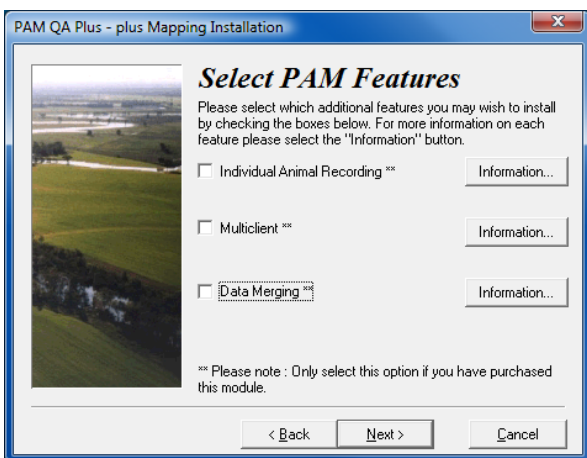 PAM QA Plus - plus Mapping Installation
Select PAM Features
Please select which additional features you may wish to install
by checking the boxes below. For more information on each
feature please select the "Information" button.
Individual Animal Recording **
Information...
Multiclient **
Information...
Data Merging **
Information...
** Please note : Only select this option if you have purchased
this module.
< Back
Next >
Cancel